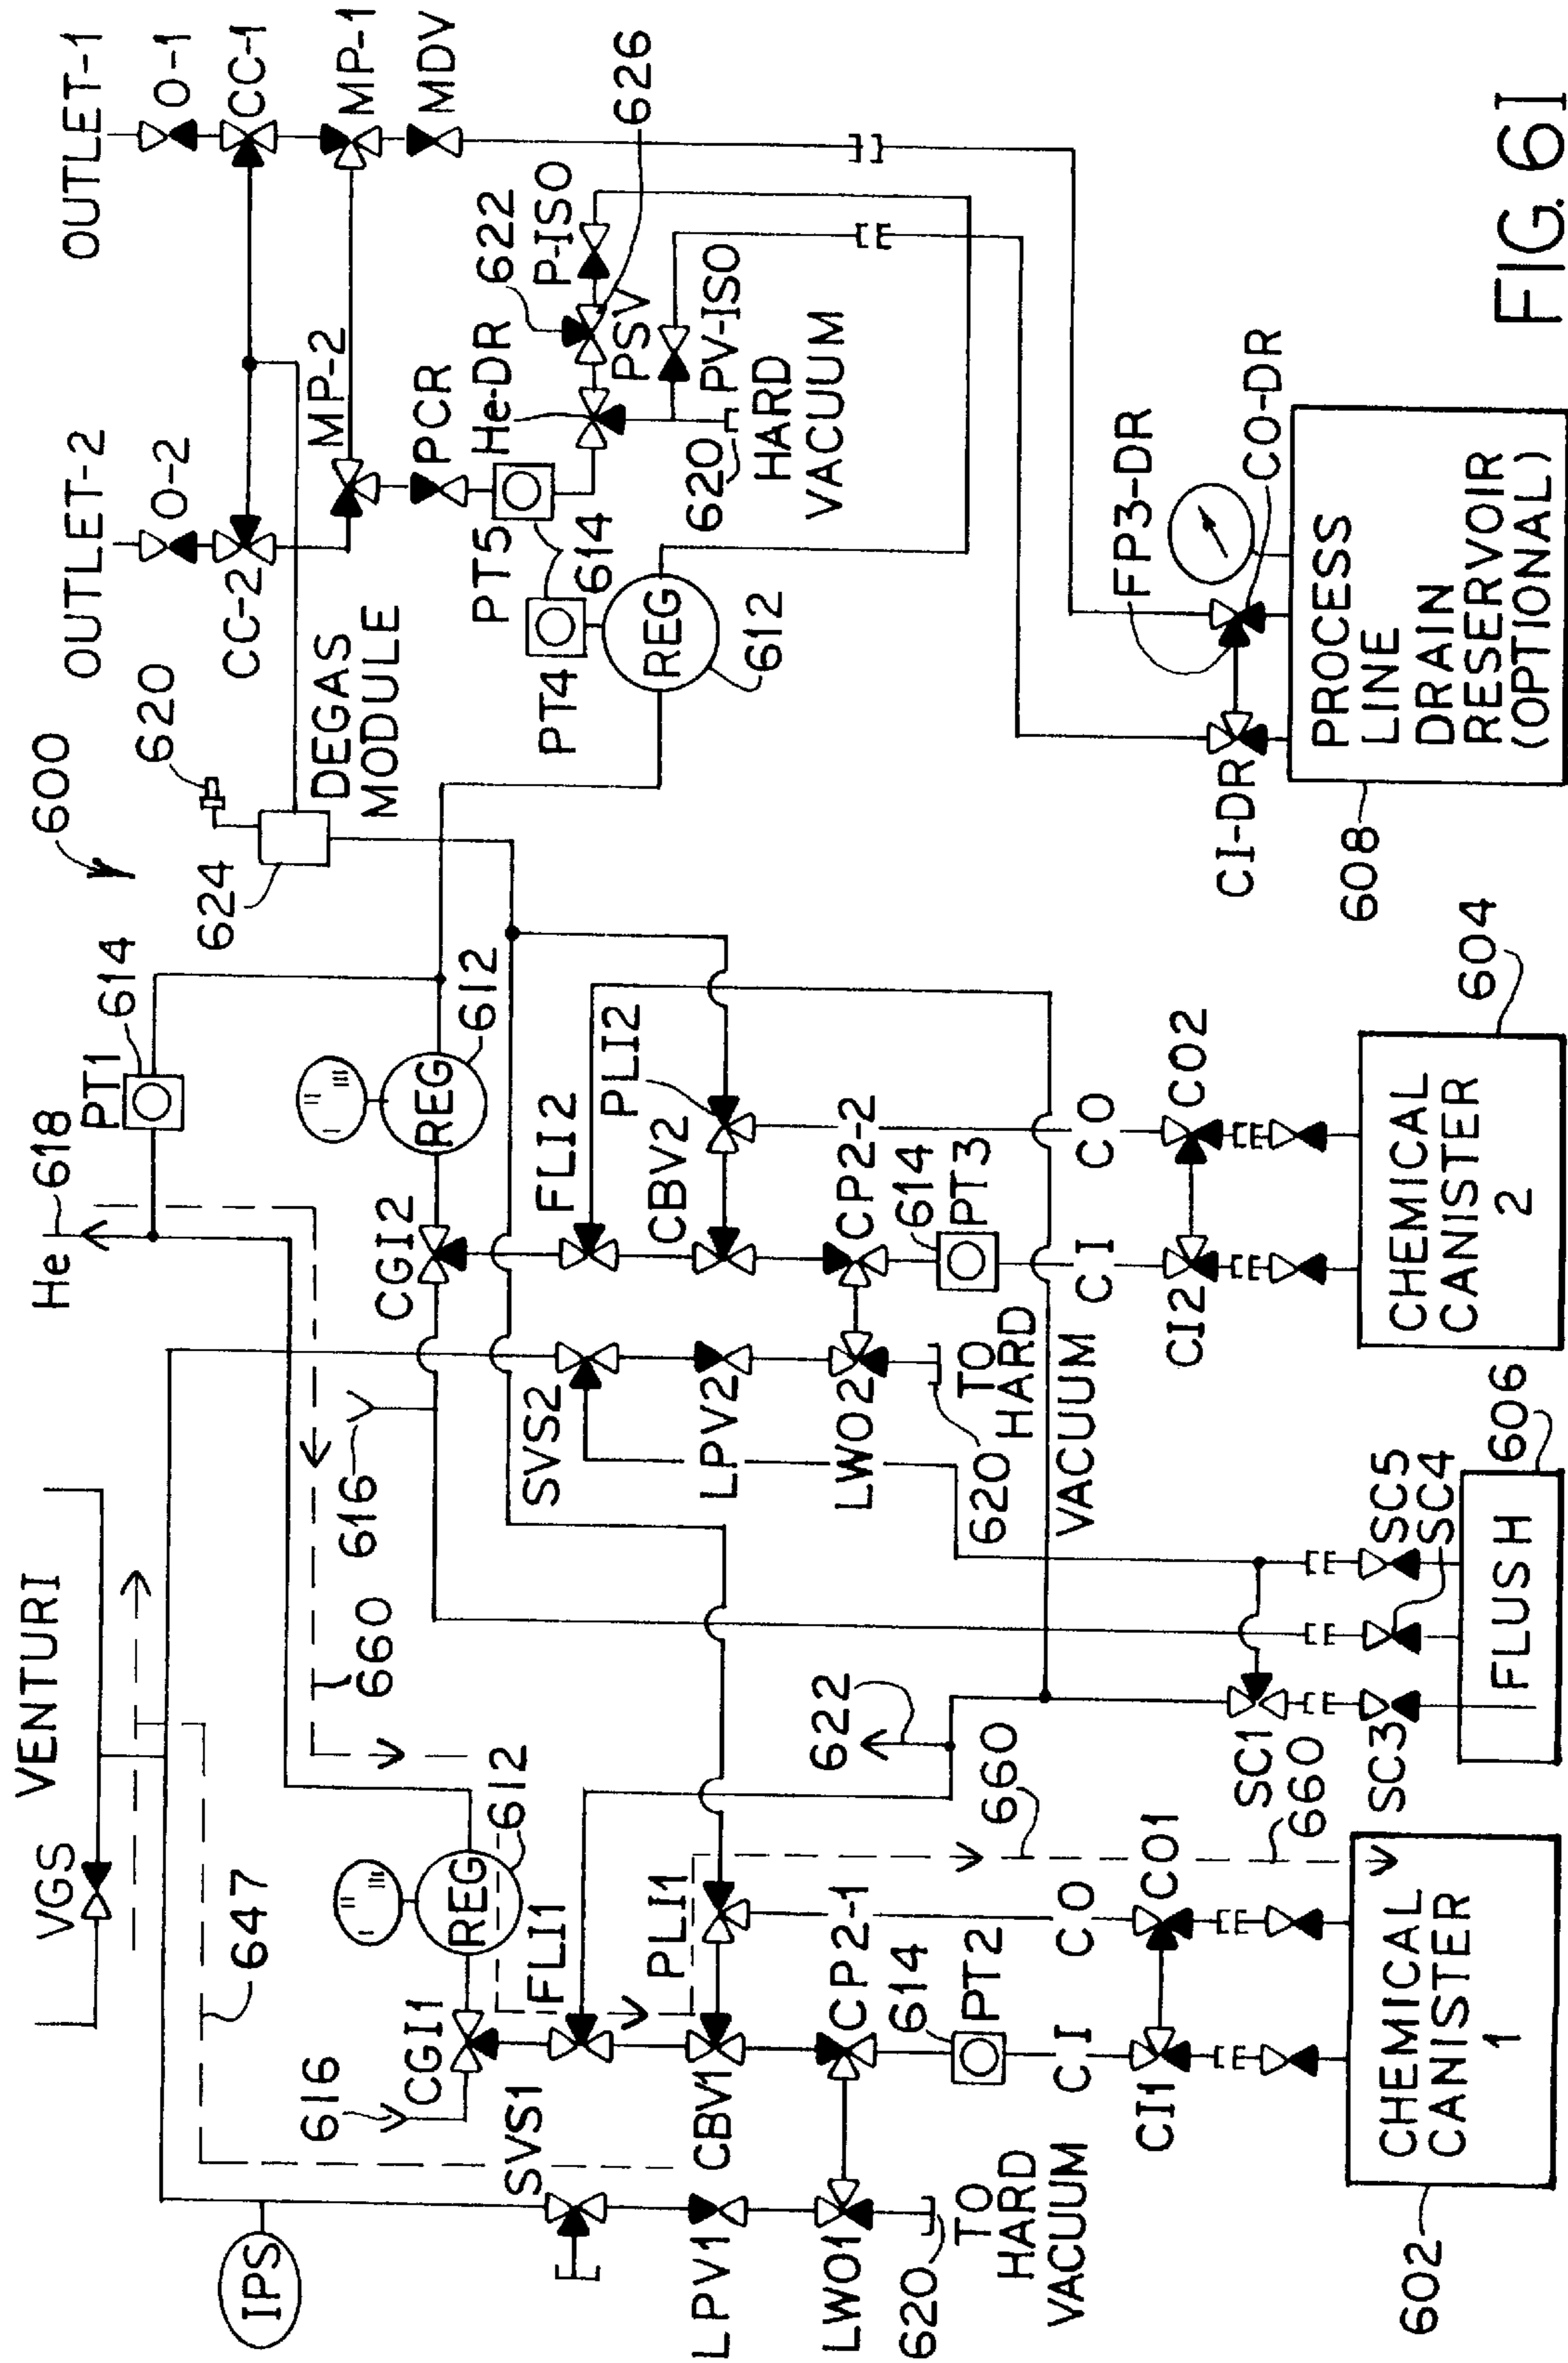 OUTLET-1
O-1
CC-1
MP-1
MDV
OUTLET-2
O-2
CC-2
MP-2
PCR
He-DR
622
P-ISO
PSV
626
PV-ISO
620
HARD
VACUUM
PT5
614
PT4
REG
612
600
620
624
DEGAS
MODULE
FP3-DR
CO-DR
CI-DR
608
PROCESS
LINE
DRAIN
RESERVOIR
(OPTIONAL)
FIG. 6I
He
618
PT1
614
612
REG
CGI2
FLI2
PLI2
CBV2
CP2-2
614
PT3
CO
CI
CO2
CI2
604
CHEMICAL
CANISTER
2
VENTURI
VGS
616
660
SVS2
LPV2
LWO2
620
TO
HARD
VACUUM
622
SC1
660
SC3
SC5
SC4
606
FLUSH
647
612
REG
CGI1
616
FLI1
PLI1
SVS1
CBV1
CP2-1
614
PT2
660
CO
CI
CO1
CI1
IPS
LPV1
LWO1
620
TO
HARD
VACUUM
602
CHEMICAL
CANISTER
1